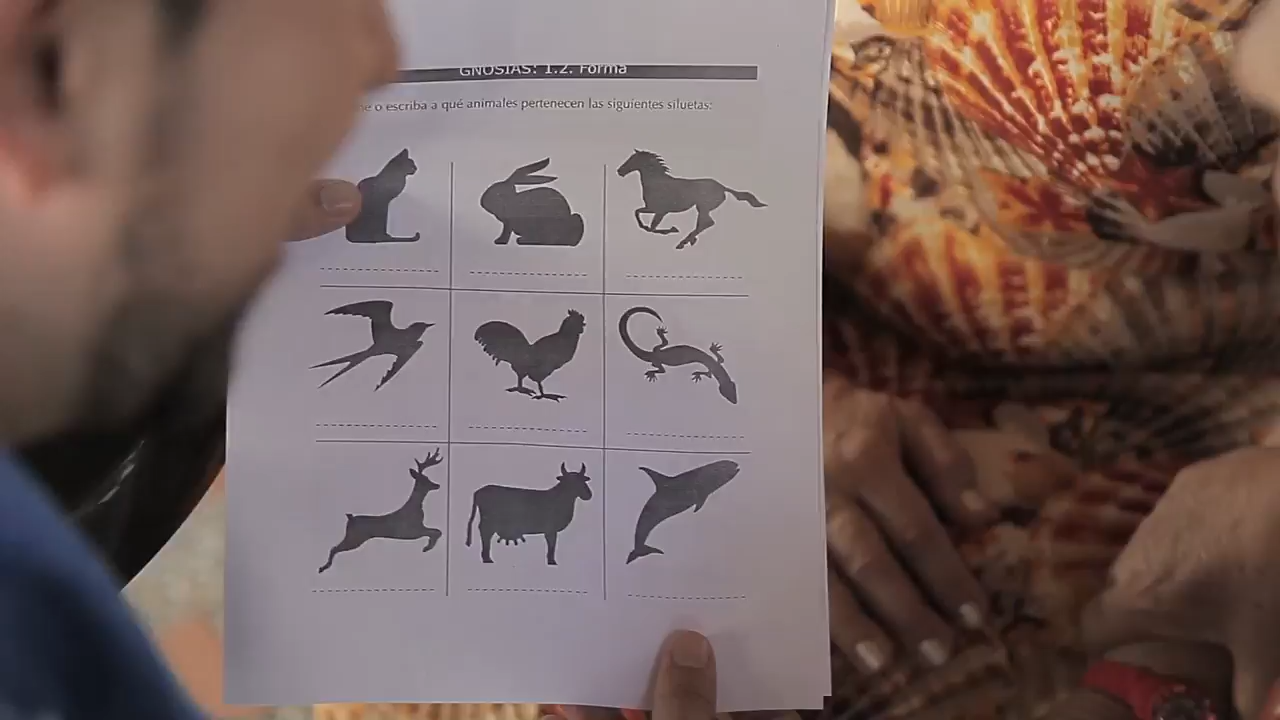 GNOSIAS: 1.2. Forma
o escriba a qué animales pertenecen las siguientes siluetas: